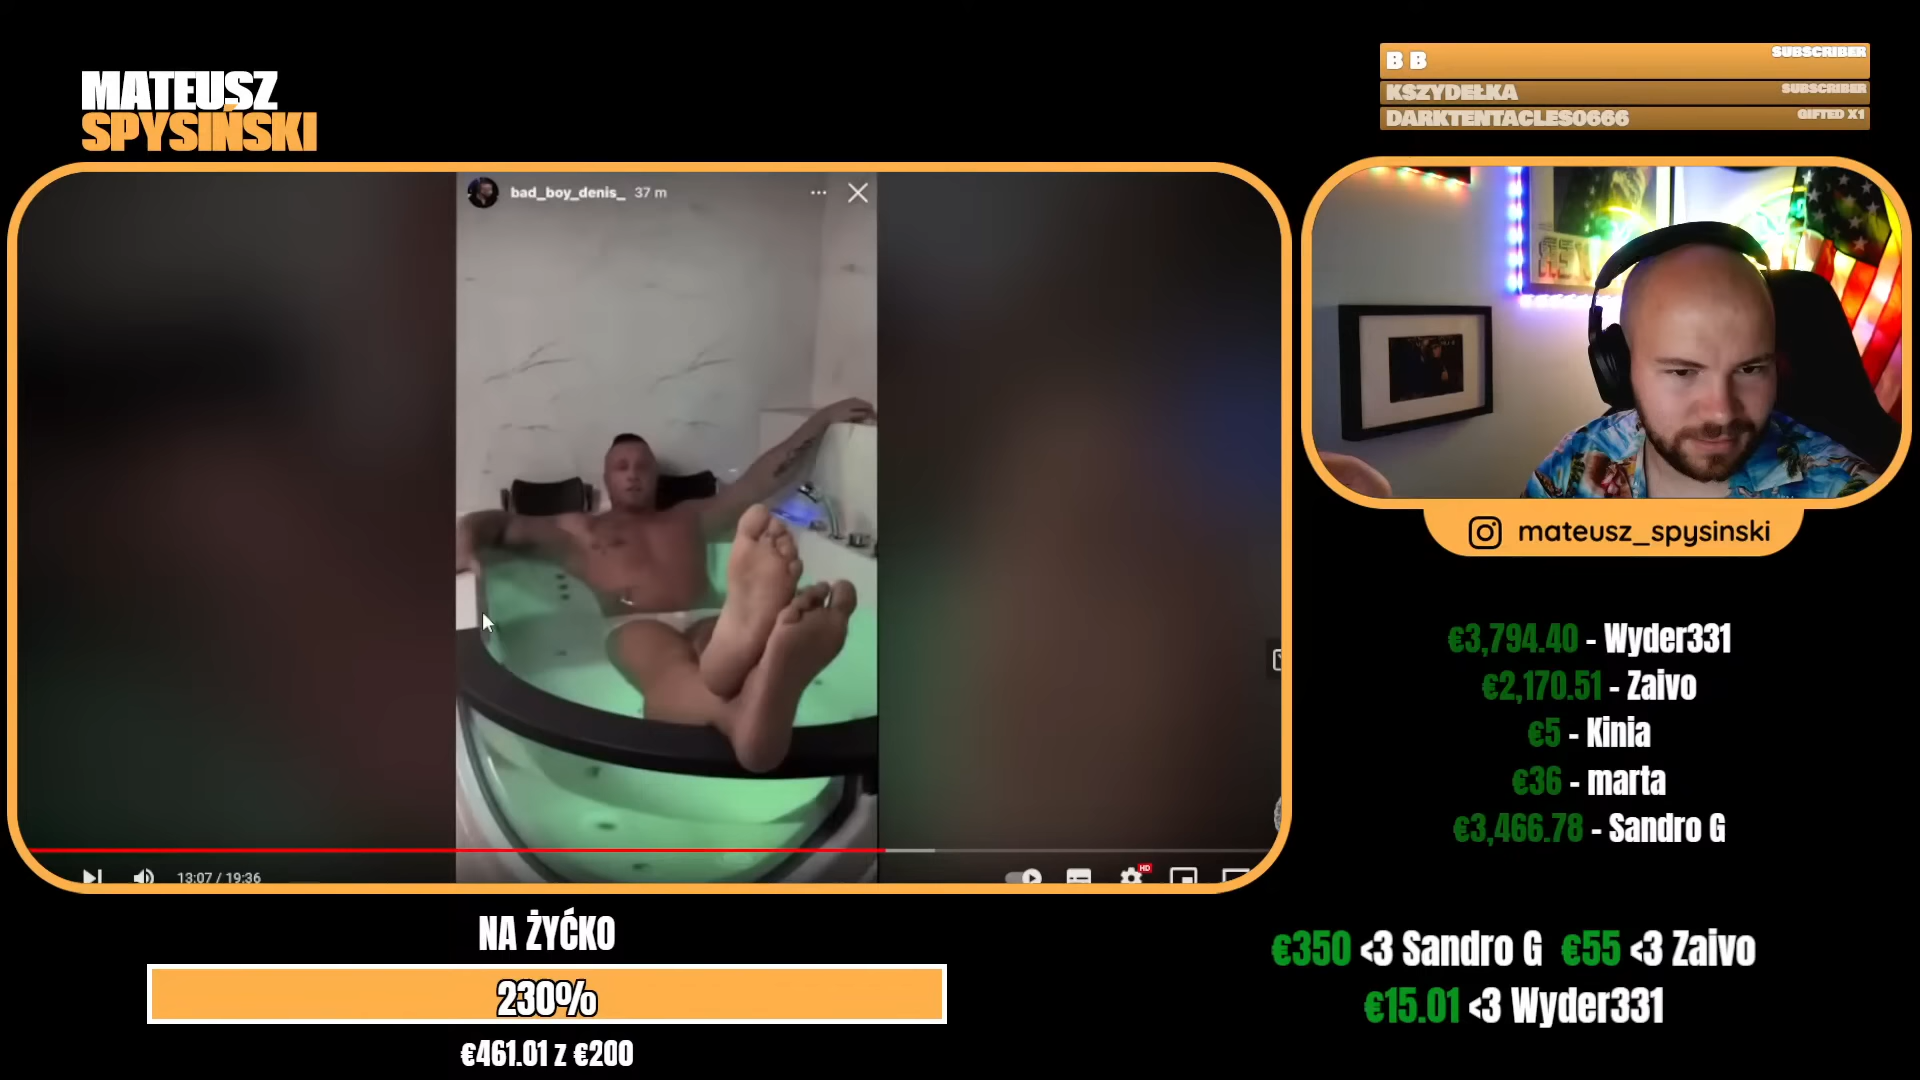 MATEUSZ
SPYSIŃSKI
B B SUBSCRIBER
KSZYDEŁKA SUBSCRIBER
DARKTENTACLES0666 GIFTED X1
bad_boy_denis_ 37 m
mateusz_spysinski
€3,794.40 - Wyder331
€2,170.51 - Zaivo
€5 - Kinia
€36 - marta
€3,466.78 - Sandro G
HD
13:07 / 19:36
NA ŻYĆKO
230%
€461.01 z €200
€350 <3 Sandro G €55 <3 Zaivo
€15.01 <3 Wyder331